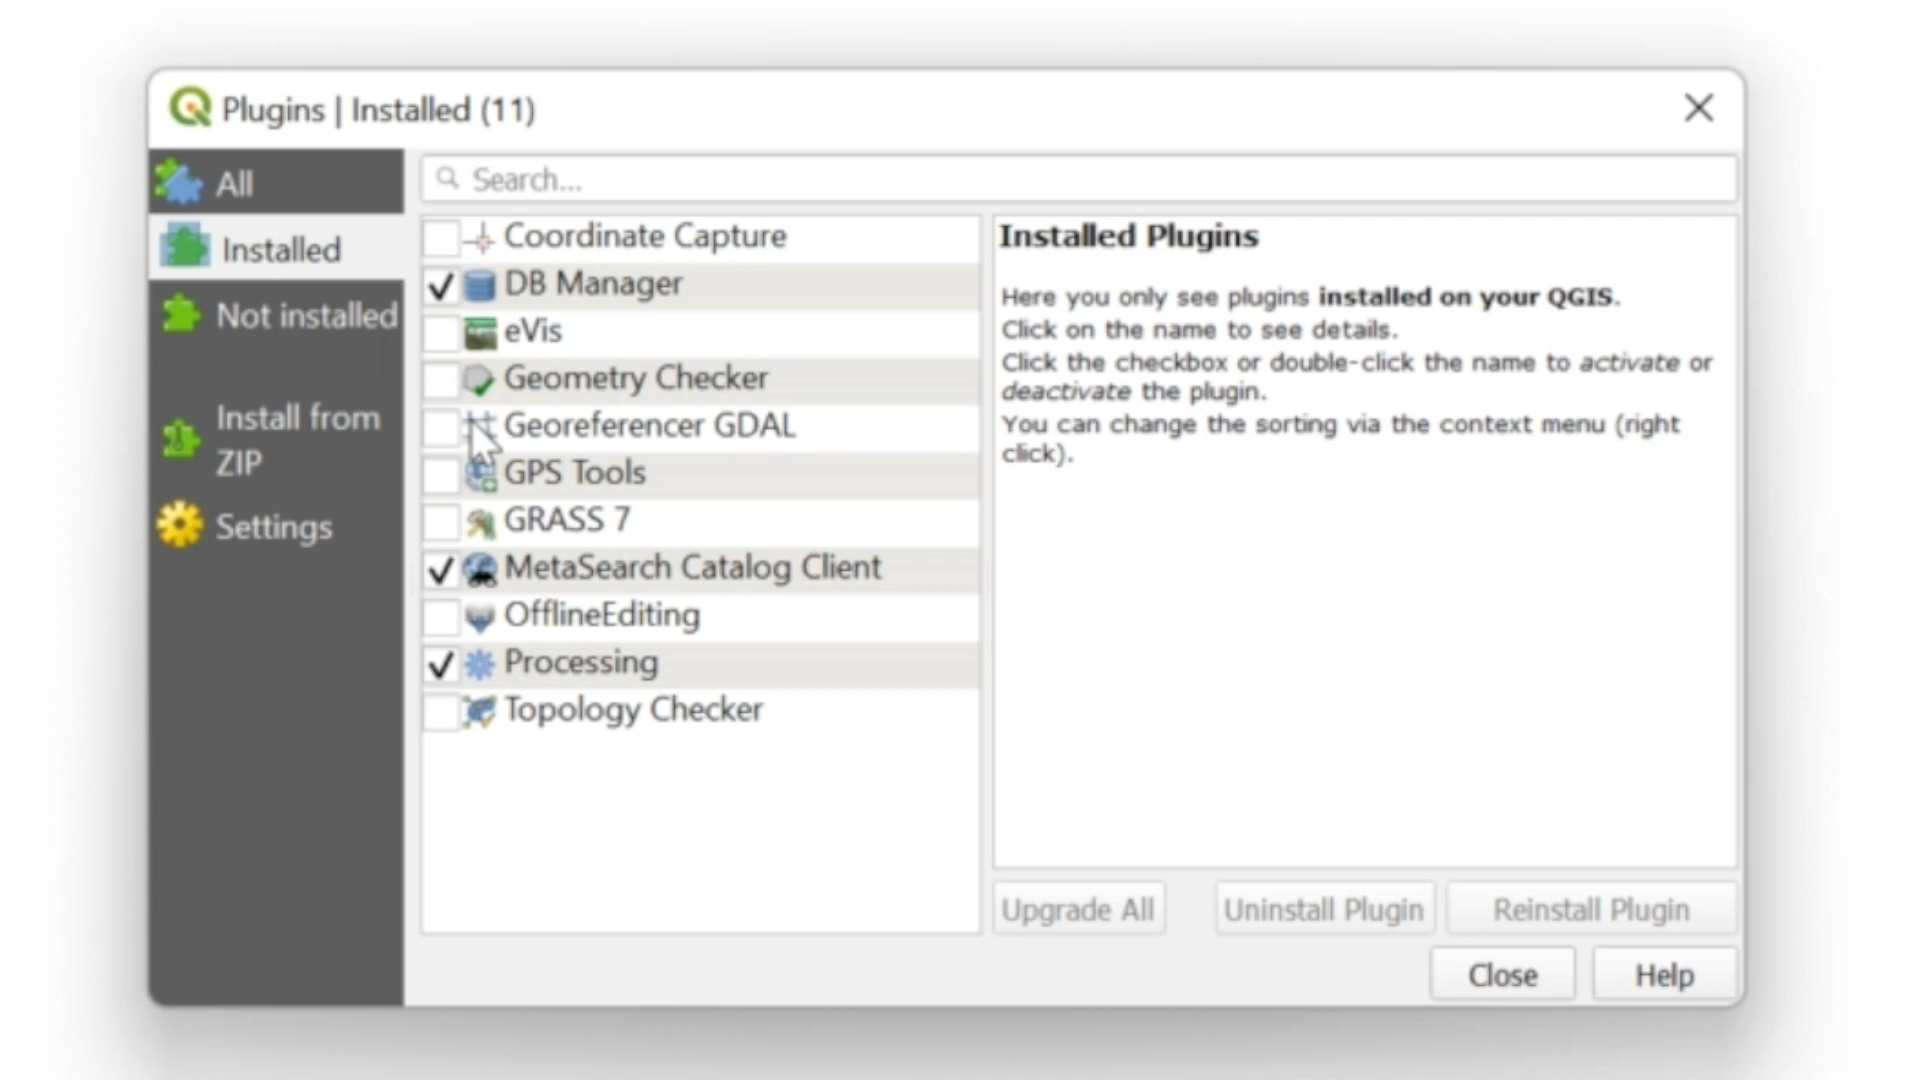 Plugins | Installed (11)
All
Search...
Installed
Not installed
Install from
ZIP
Settings
Coordinate Capture
DB Manager
eVis
Geometry Checker
Georeferencer GDAL
GPS Tools
GRASS 7
MetaSearch Catalog Client
OfflineEditing
Processing
Topology Checker
Installed Plugins
Here you only see plugins installed on your QGIS.
Click on the name to see details.
Click the checkbox or double-click the name to activate or
deactivate the plugin.
You can change the sorting via the context menu (right
click).
Upgrade All
Uninstall Plugin
Reinstall Plugin
Close
Help